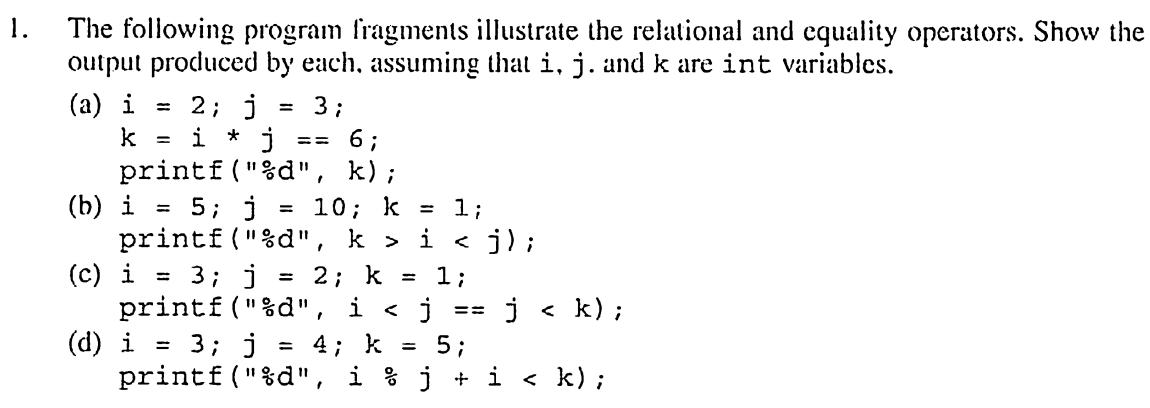 1. The following program fragments illustrate the relational and equality operators. Show the
output produced by each, assuming that i, j, and k are int variables.
(a) i = 2; j = 3;
k = i * j == 6;
printf("%d", k);
(b) i = 5; j = 10; k = 1;
printf("%d", k > i < j);
(c) i = 3; j = 2; k = 1;
printf("%d", i < j == j < k);
(d) i = 3; j = 4; k = 5;
printf("%d", i % j + i < k);